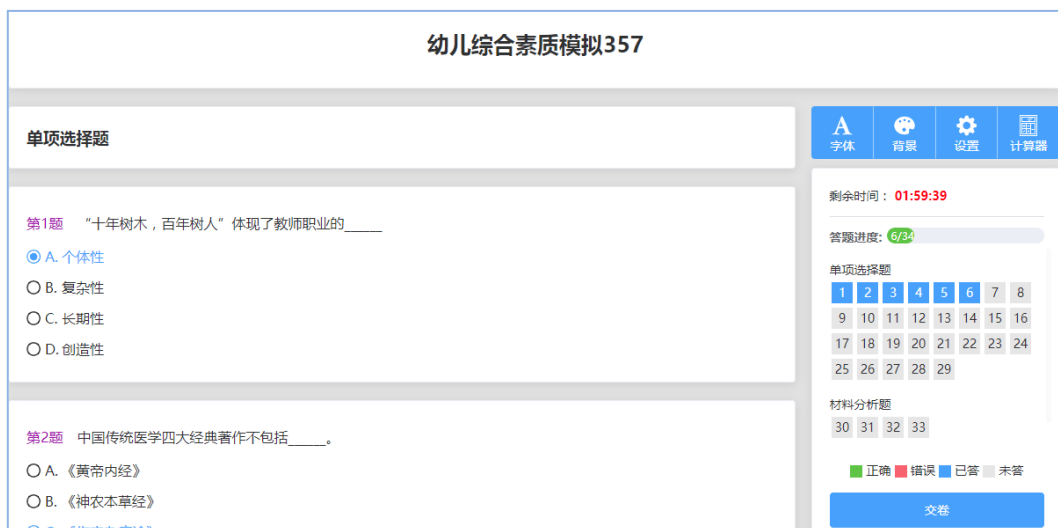 幼儿综合素质模拟357
单项选择题
第1题 “十年树木，百年树人”体现了教师职业的______
A. 个体性
B. 复杂性
C. 长期性
D. 创造性
第2题 中国传统医学四大经典著作不包括______。
A. 《黄帝内经》
B. 《神农本草经》
字体 背景 设置 计算器
剩余时间： 01:59:39
答题进度: 6/34
单项选择题
1 2 3 4 5 6 7 8
9 10 11 12 13 14 15 16
17 18 19 20 21 22 23 24
25 26 27 28 29
材料分析题
30 31 32 33
正确 错误 已答 未答
交卷